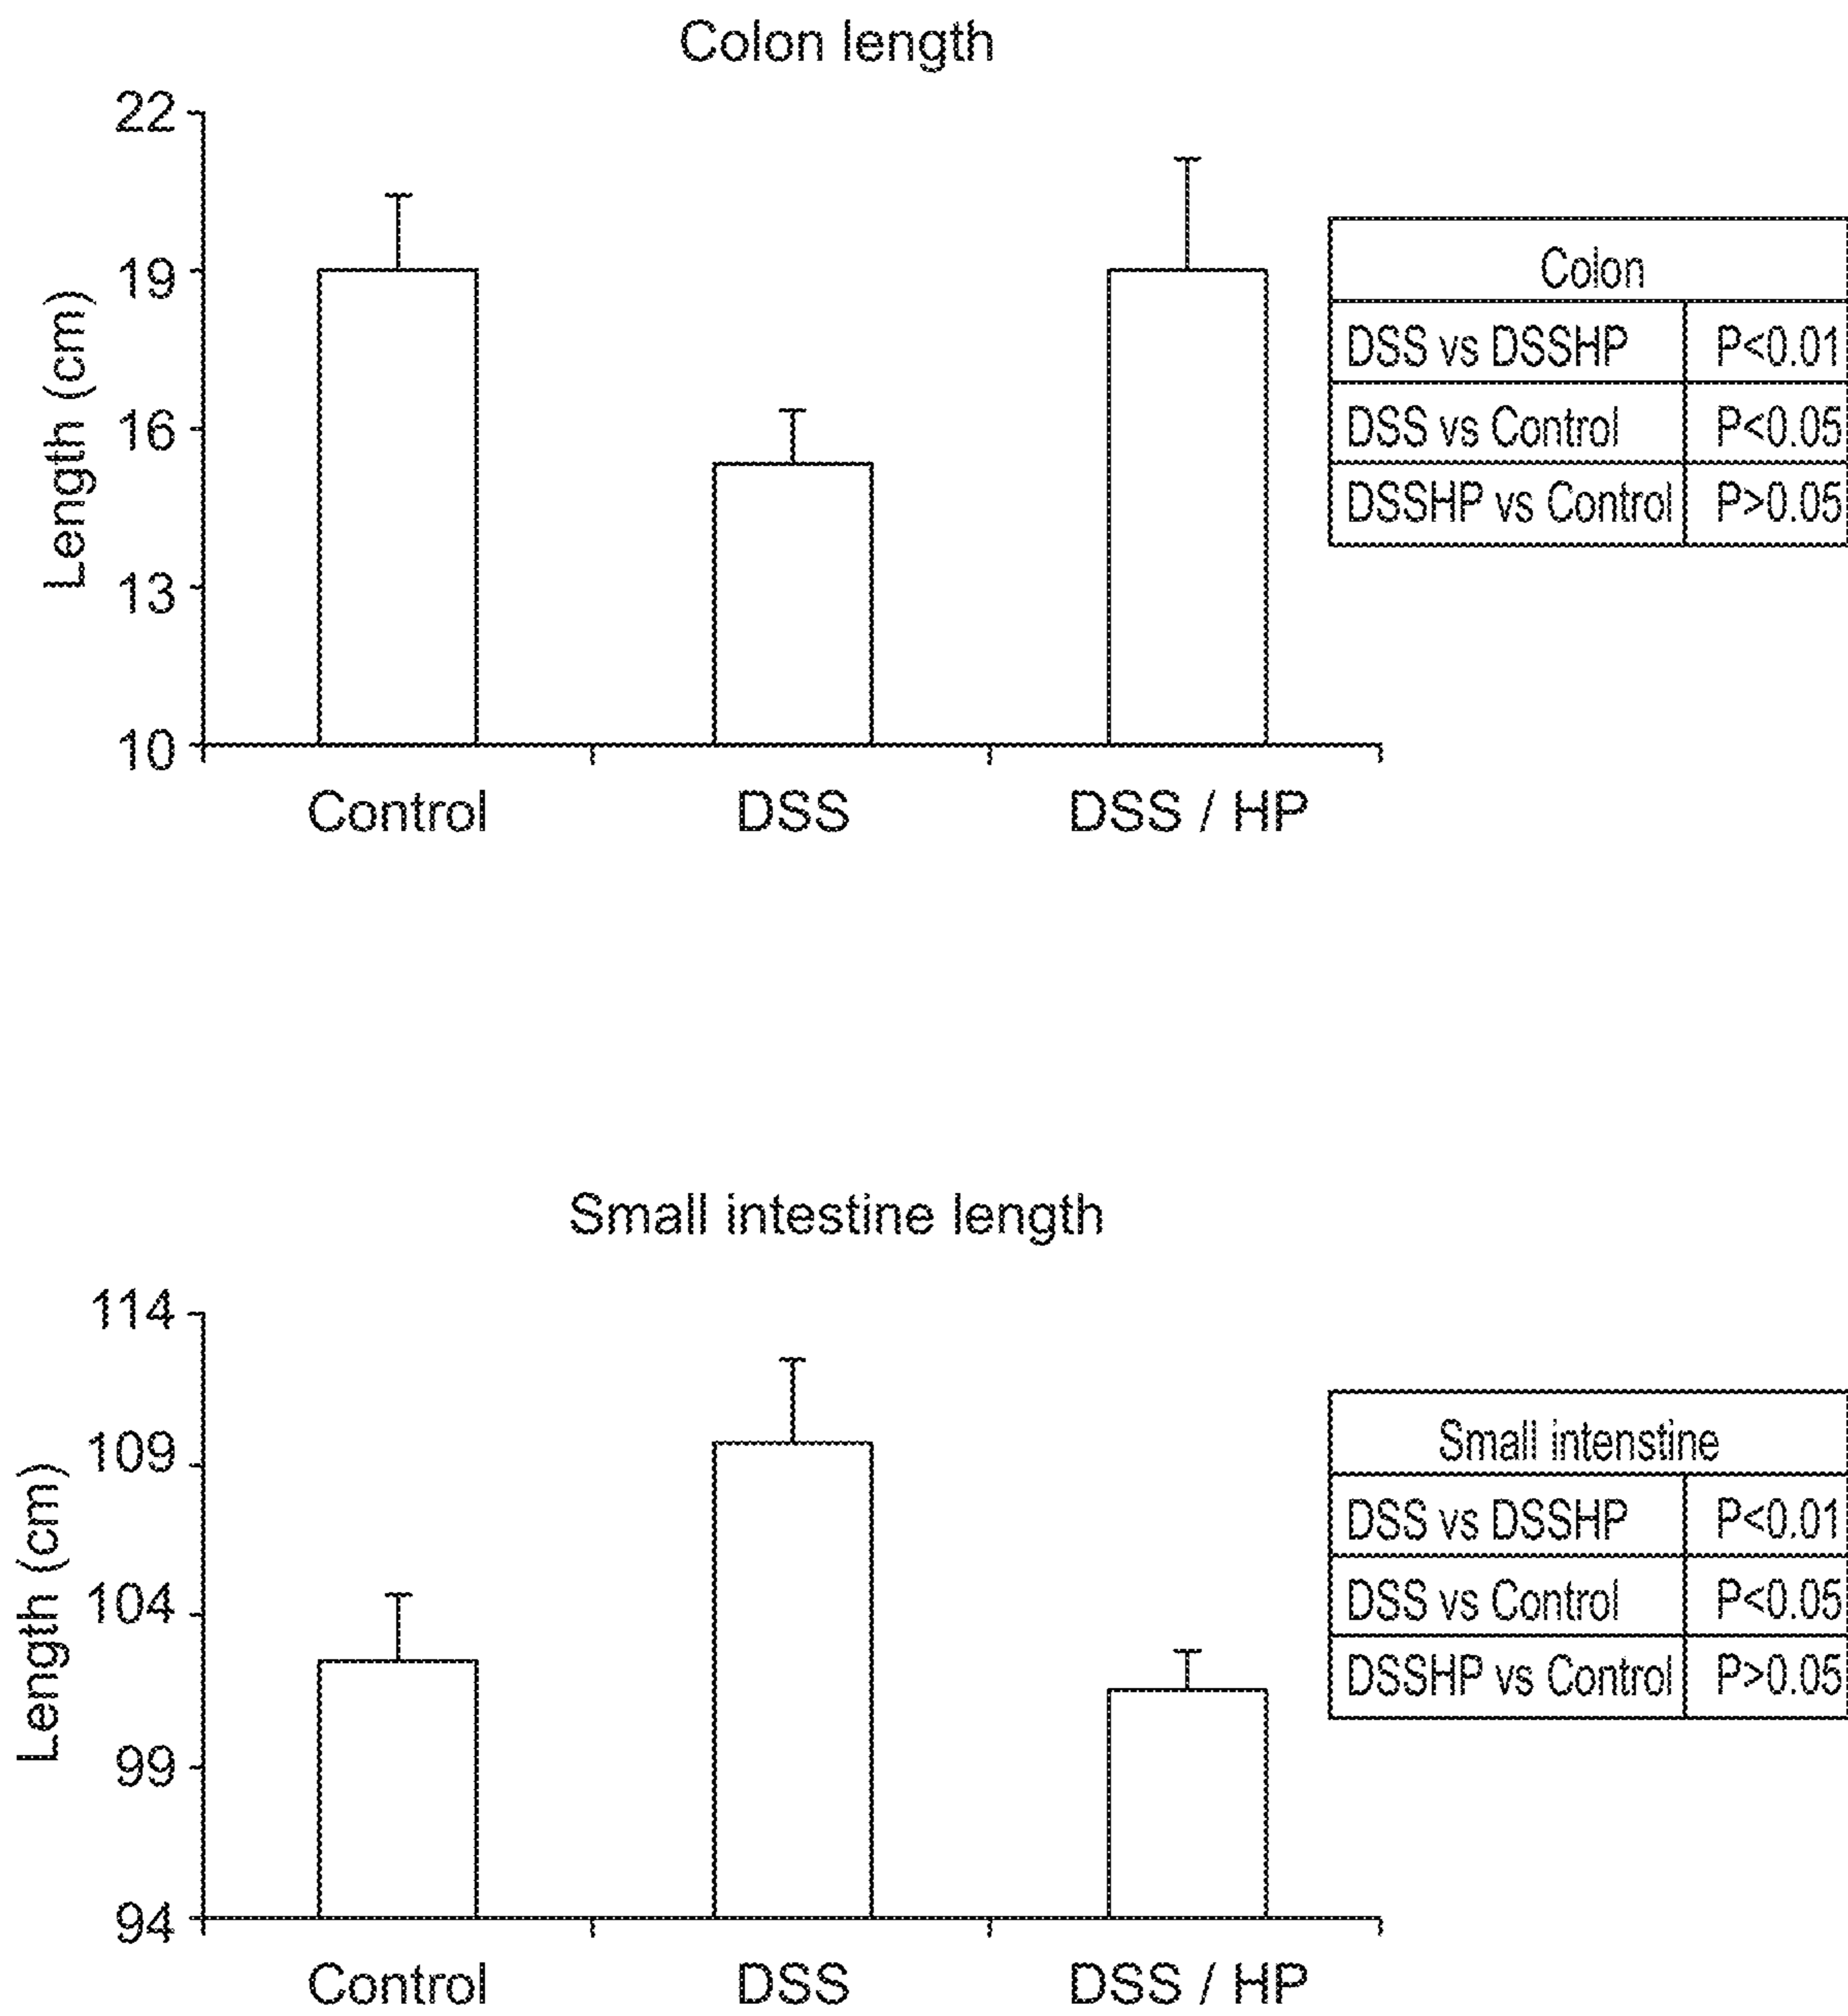 Colon length
22
19
16
13
10
Length (cm)
Control DSS DSS / HP
Colon
DSS vs DSSHP P<0.01
DSS vs Control P<0.05
DSSHP vs Control P>0.05
Small intestine length
114
109
104
99
94
Length (cm)
Control DSS DSS / HP
Small intenstine
DSS vs DSSHP P<0.01
DSS vs Control P<0.05
DSSHP vs Control P>0.05